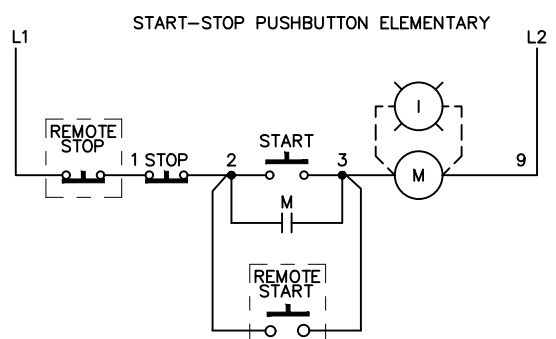 START-STOP PUSHBUTTON ELEMENTARY
L1
L2
I
REMOTE
STOP
1
STOP
2
START
3
M
9
M
REMOTE
START